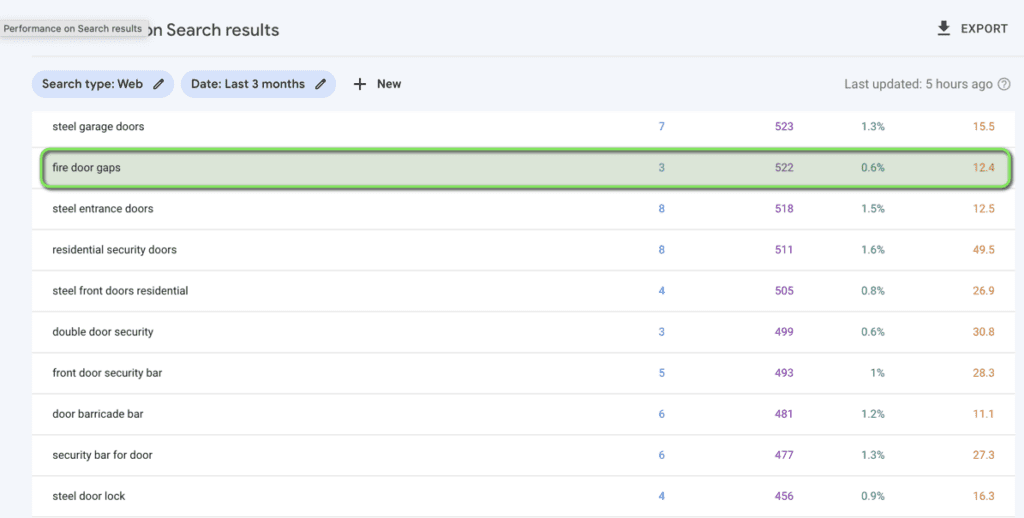 Performance on Search results
on Search results
EXPORT
Search type: Web
Date: Last 3 months
New
Last updated: 5 hours ago
steel garage doors 7 523 1.3% 15.5
fire door gaps 3 522 0.6% 12.4
steel entrance doors 8 518 1.5% 12.5
residential security doors 8 511 1.6% 49.5
steel front doors residential 4 505 0.8% 26.9
double door security 3 499 0.6% 30.8
front door security bar 5 493 1% 28.3
door barricade bar 6 481 1.2% 11.1
security bar for door 6 477 1.3% 27.3
steel door lock 4 456 0.9% 16.3